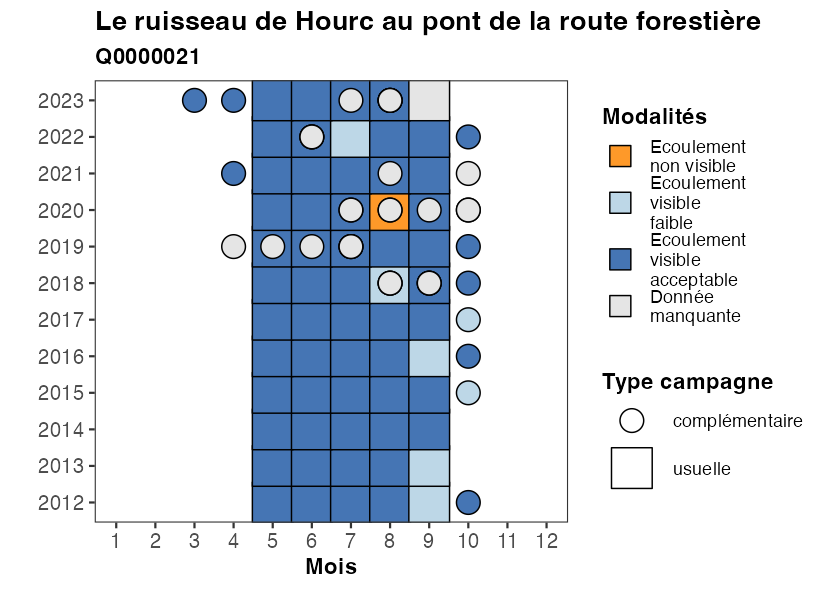 Le ruisseau de Hourc au pont de la route forestière
Q0000021
2023
2022
2021
2020
2019
2018
2017
2016
2015
2014
2013
2012
1 2 3 4 5 6 7 8 9 10 11 12
Mois
Modalités
Ecoulement
non visible
Ecoulement
visible
faible
Ecoulement
visible
acceptable
Donnée
manquante
Type campagne
complémentaire
usuelle